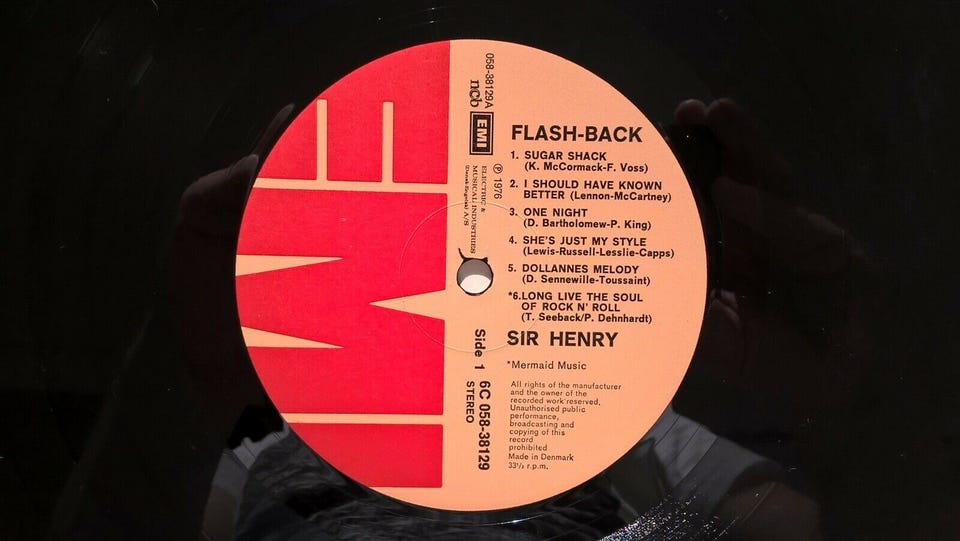 EMI
058-38129A
ncb EMI
℗ 1976
ELECTRIC &
MUSICAL INDUSTRIES
(Dansk-Engelsk) A/S
FLASH-BACK
1. SUGAR SHACK
(K. McCormack-F. Voss)
2. I SHOULD HAVE KNOWN
BETTER (Lennon-McCartney)
3. ONE NIGHT
(D. Bartholomew-P. King)
4. SHE'S JUST MY STYLE
(Lewis-Russell-Lesslie-Capps)
5. DOLLANNES MELODY
(D. Sennewille-Toussaint)
*6.LONG LIVE THE SOUL
OF ROCK N' ROLL
(T. Seeback/P. Dehnhardt)
SIR HENRY
*Mermaid Music
All rights of the manufacturer
and the owner of the
recorded work reserved.
Unauthorised public
performance,
broadcasting and
copying of this
record
prohibited
Made in Denmark
33⅓ r.p.m.
Side 1 6C 058-38129
STEREO